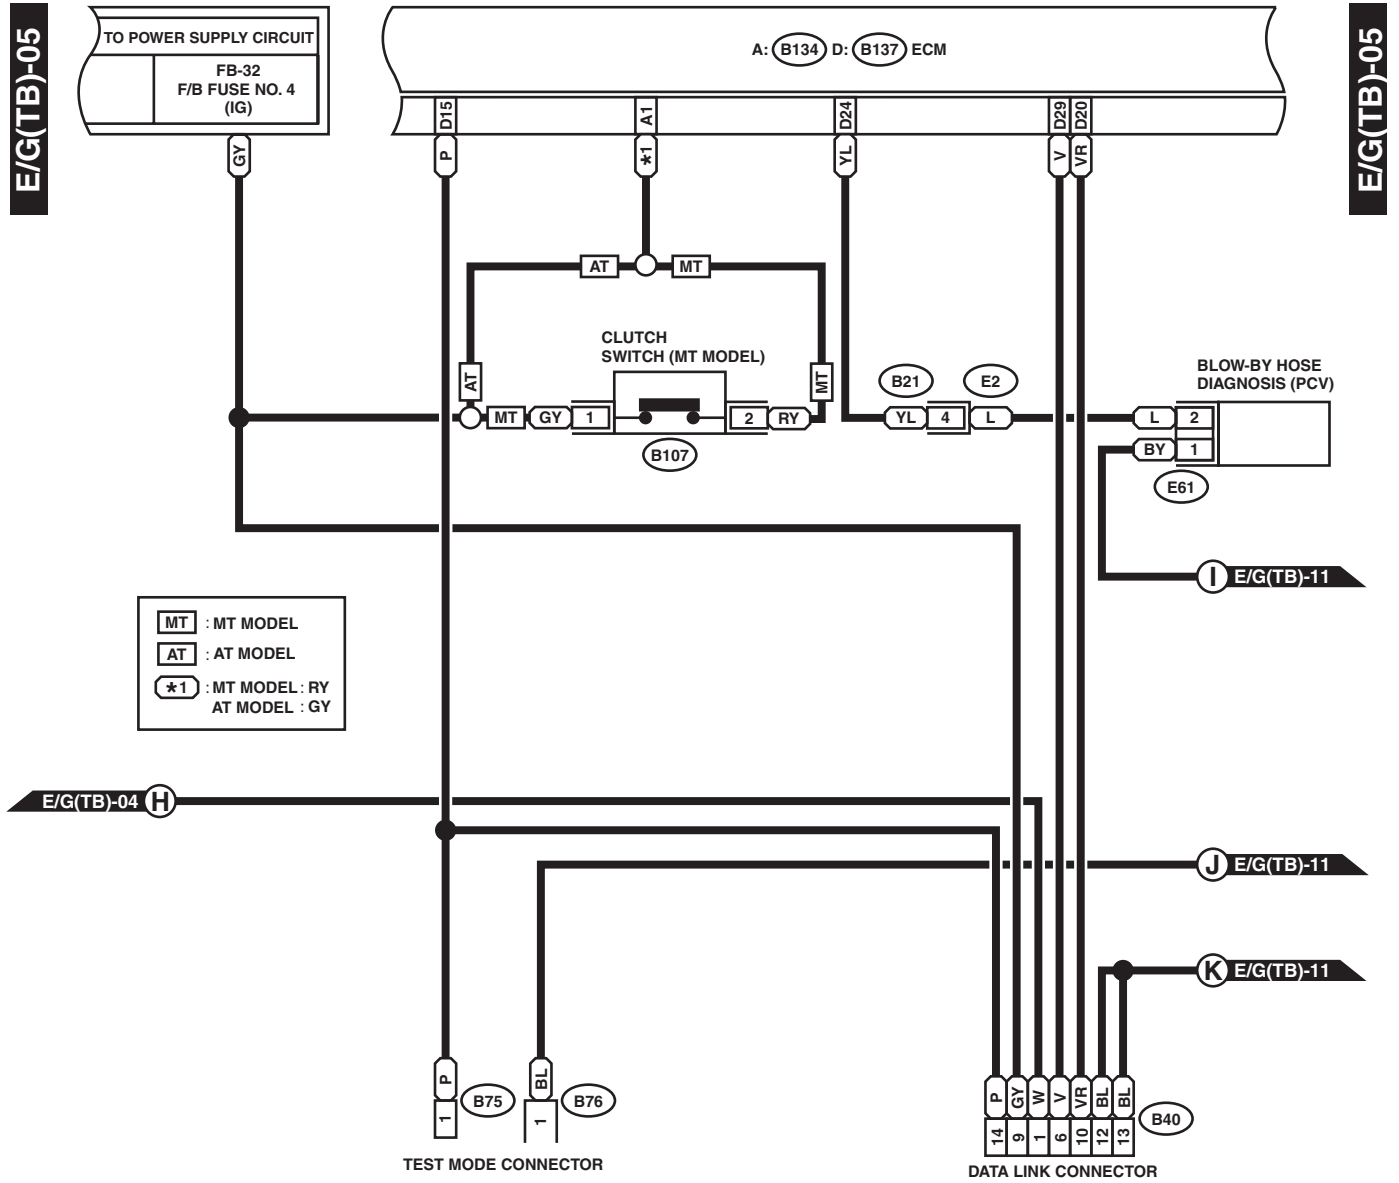 E/G(TB)-05
E/G(TB)-05
TO POWER SUPPLY CIRCUIT
FB-32
F/B FUSE NO. 4
(IG)
A: B134 D: B137 ECM
D15
A1
D24
D29
D20
GY
P
*1
YL
V
VR
AT
MT
CLUTCH
SWITCH (MT MODEL)
AT
MT
B21
E2
BLOW-BY HOSE
DIAGNOSIS (PCV)
MT
GY
1
2
RY
YL
4
L
L
2
B107
BY
1
E61
I E/G(TB)-11
MT : MT MODEL
AT : AT MODEL
*1 : MT MODEL : RY
AT MODEL : GY
E/G(TB)-04 H
J E/G(TB)-11
K E/G(TB)-11
P
BL
P
GY
W
V
VR
BL
BL
1
B75
1
B76
14
9
1
6
10
12
13
B40
TEST MODE CONNECTOR
DATA LINK CONNECTOR